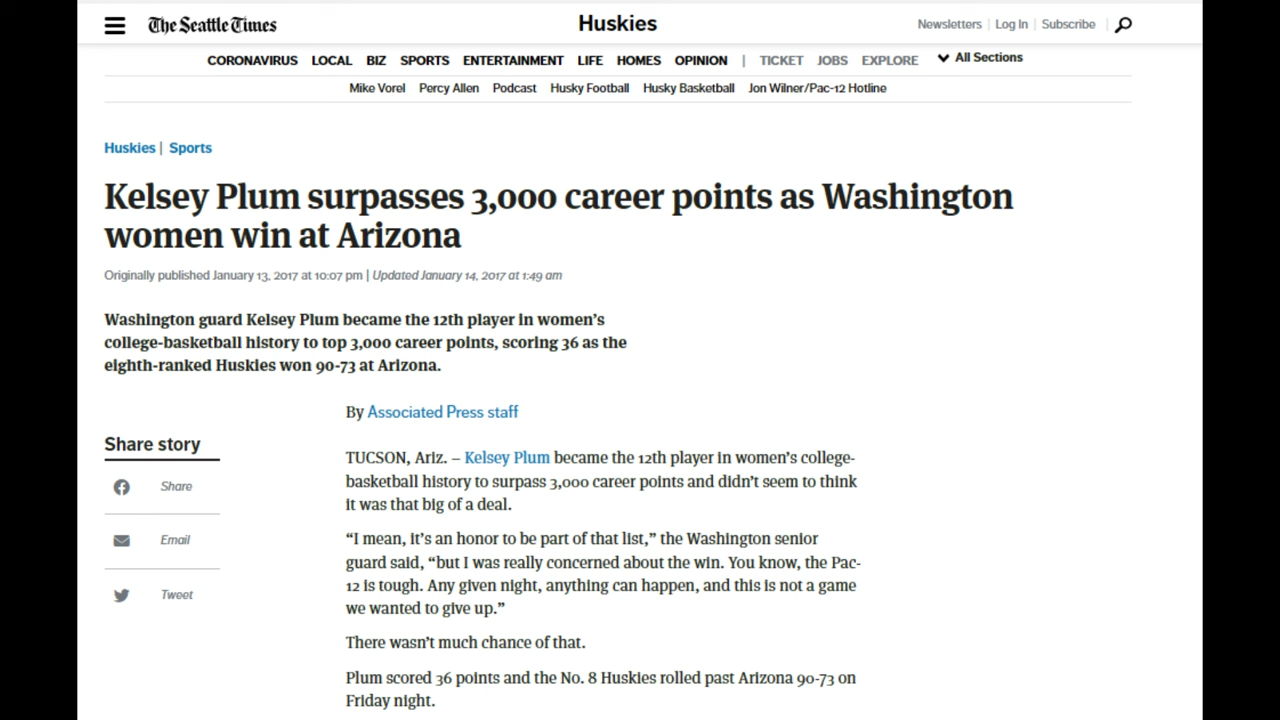 The Seattle Times
Huskies
Newsletters | Log In | Subscribe |
CORONAVIRUS LOCAL BIZ SPORTS ENTERTAINMENT LIFE HOMES OPINION | TICKET JOBS EXPLORE All Sections
Mike Vorel Percy Allen Podcast Husky Football Husky Basketball Jon Wilner/Pac-12 Hotline
Huskies | Sports
Kelsey Plum surpasses 3,000 career points as Washington
women win at Arizona
Originally published January 13, 2017 at 10:07 pm | Updated January 14, 2017 at 1:49 am
Washington guard Kelsey Plum became the 12th player in women’s
college-basketball history to top 3,000 career points, scoring 36 as the
eighth-ranked Huskies won 90-73 at Arizona.
By Associated Press staff
Share story
Share
Email
Tweet
TUCSON, Ariz. – Kelsey Plum became the 12th player in women’s college-
basketball history to surpass 3,000 career points and didn’t seem to think
it was that big of a deal.
“I mean, it’s an honor to be part of that list,” the Washington senior
guard said, “but I was really concerned about the win. You know, the Pac-
12 is tough. Any given night, anything can happen, and this is not a game
we wanted to give up.”
There wasn’t much chance of that.
Plum scored 36 points and the No. 8 Huskies rolled past Arizona 90-73 on
Friday night.